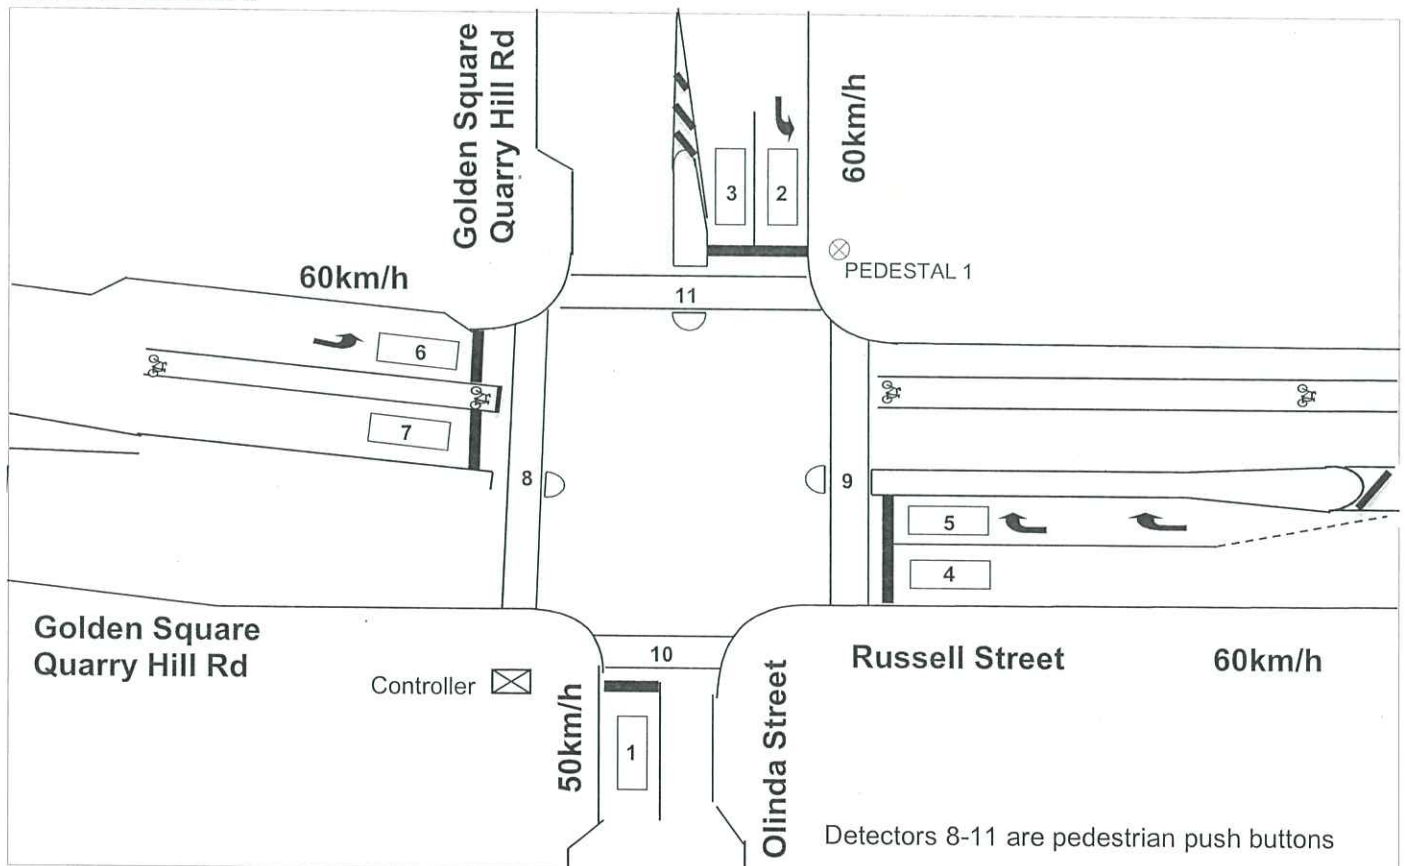 Golden Square
Quarry Hill Rd
60km/h
3
2
PEDESTAL 1
60km/h
11
6
7
8
9
5
4
Golden Square
Quarry Hill Rd
Controller
10
50km/h
1
Olinda Street
Russell Street
60km/h
Detectors 8-11 are pedestrian push buttons